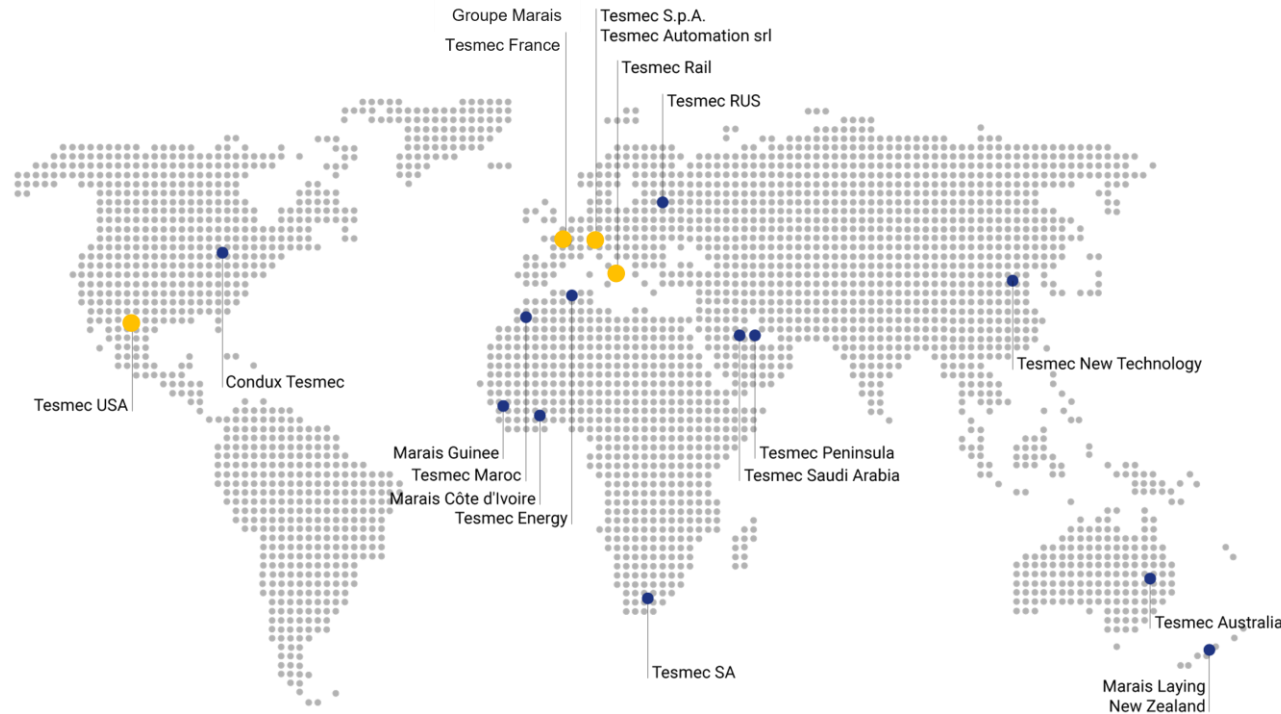 Groupe Marais
Tesmec France
Tesmec S.p.A.
Tesmec Automation srl
Tesmec Rail
Tesmec RUS
Condux Tesmec
Tesmec USA
Marais Guinee
Tesmec Maroc
Marais Côte d'Ivoire
Tesmec Energy
Tesmec Peninsula
Tesmec Saudi Arabia
Tesmec New Technology
Tesmec SA
Tesmec Australia
Marais Laying
New Zealand